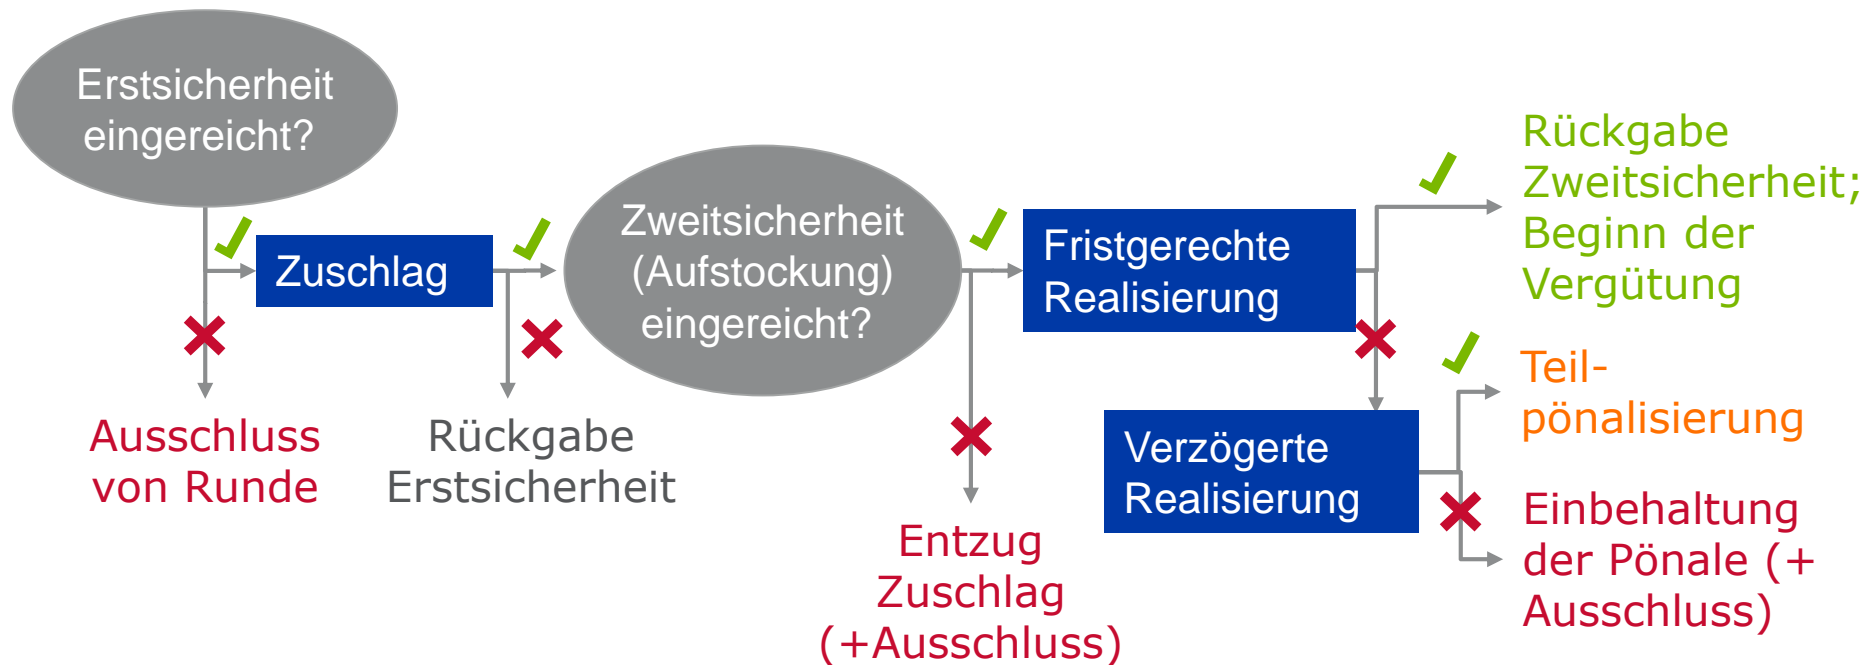 Erstsicherheit
eingereicht?
Zuschlag
Zweitsicherheit
(Aufstockung)
eingereicht?
Fristgerechte
Realisierung
Rückgabe
Zweitsicherheit;
Beginn der
Vergütung
Teil-
pönalisierung
Verzögerte
Realisierung
Einbehaltung
der Pönale (+
Ausschluss)
Ausschluss
von Runde
Rückgabe
Erstsicherheit
Entzug
Zuschlag
(+Ausschluss)